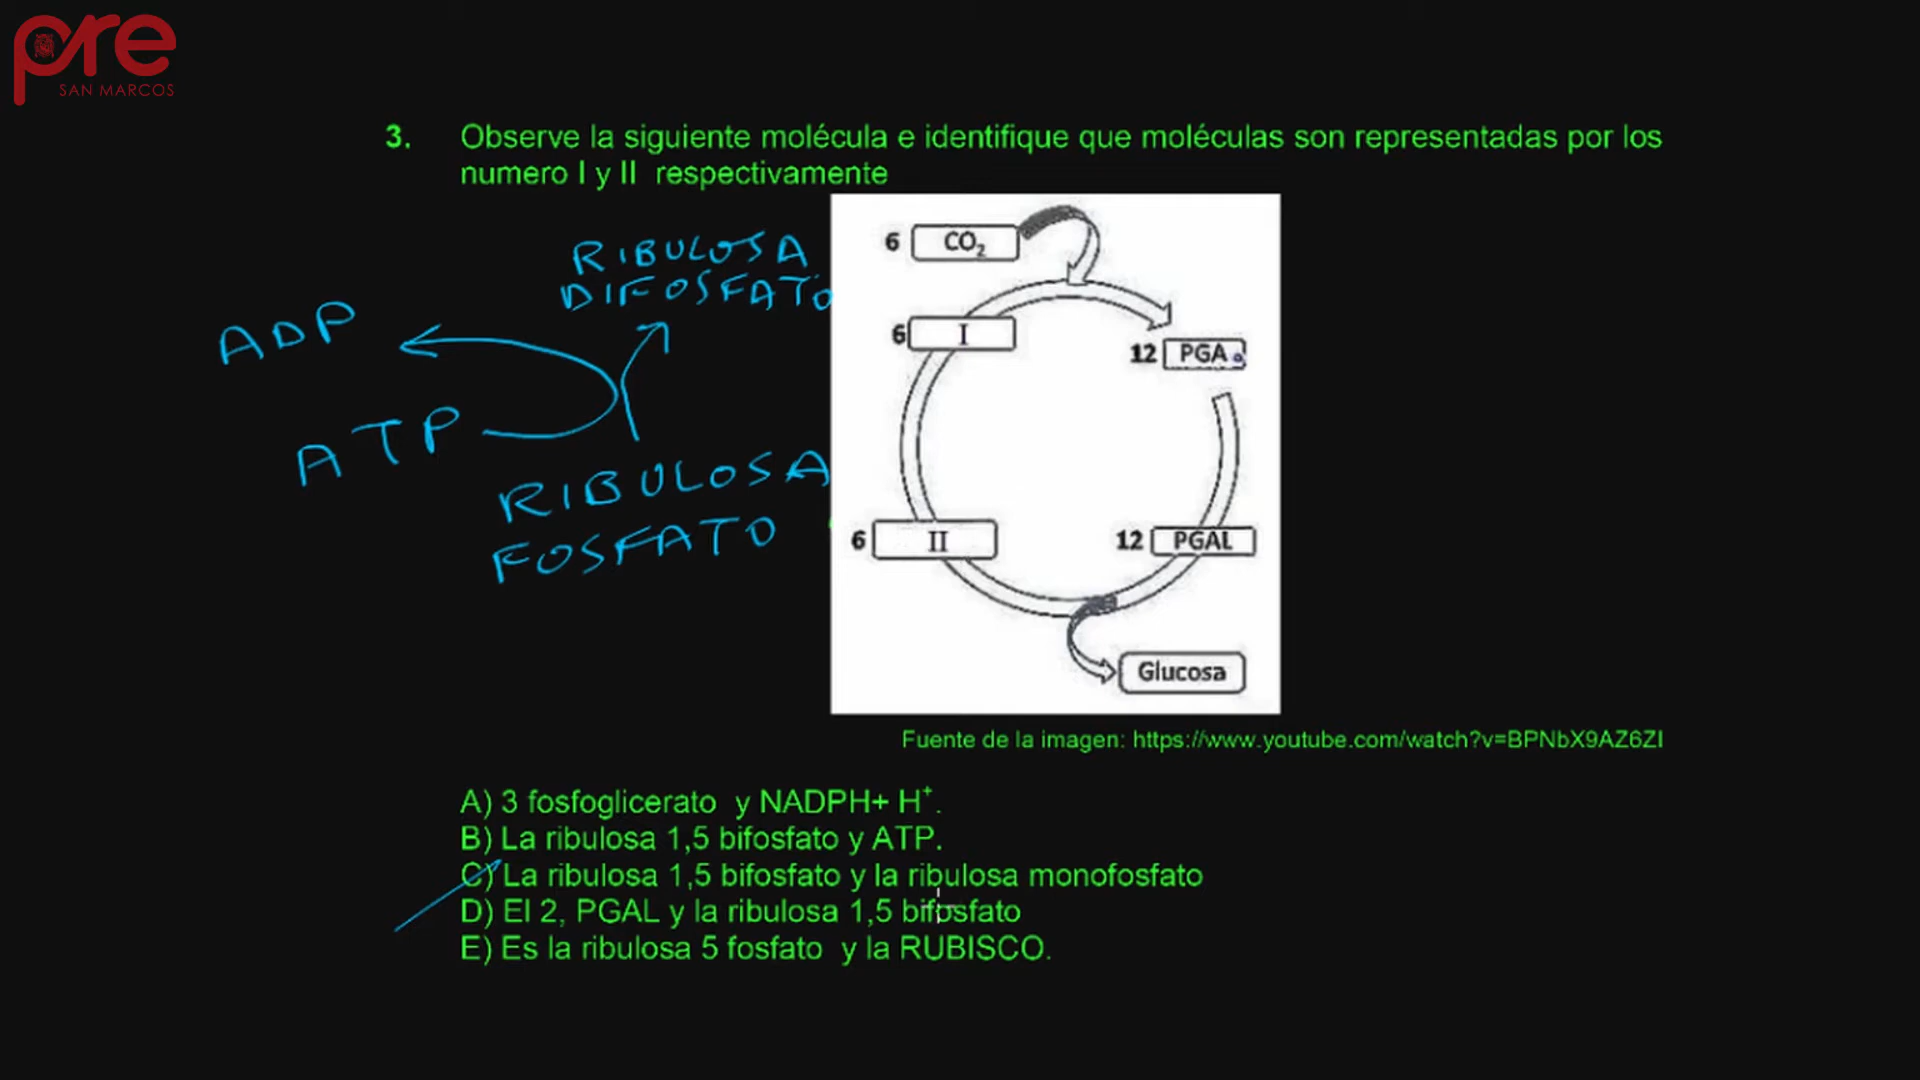 pre
SAN MARCOS
3. Observe la siguiente molécula e identifique que moléculas son representadas por los
numero I y II respectivamente
RIBULOSA
DIFOSFATO
ADP
ATP
RIBULOSA
FOSFATO
6 CO2
6 I
12 PGA
6 II
12 PGAL
Glucosa
Fuente de la imagen: https://www.youtube.com/watch?v=BPNbX9AZ6ZI
A) 3 fosfoglicerato y NADPH+ H+.
B) La ribulosa 1,5 bifosfato y ATP.
C) La ribulosa 1,5 bifosfato y la ribulosa monofosfato
D) El 2, PGAL y la ribulosa 1,5 bifosfato
E) Es la ribulosa 5 fosfato y la RUBISCO.